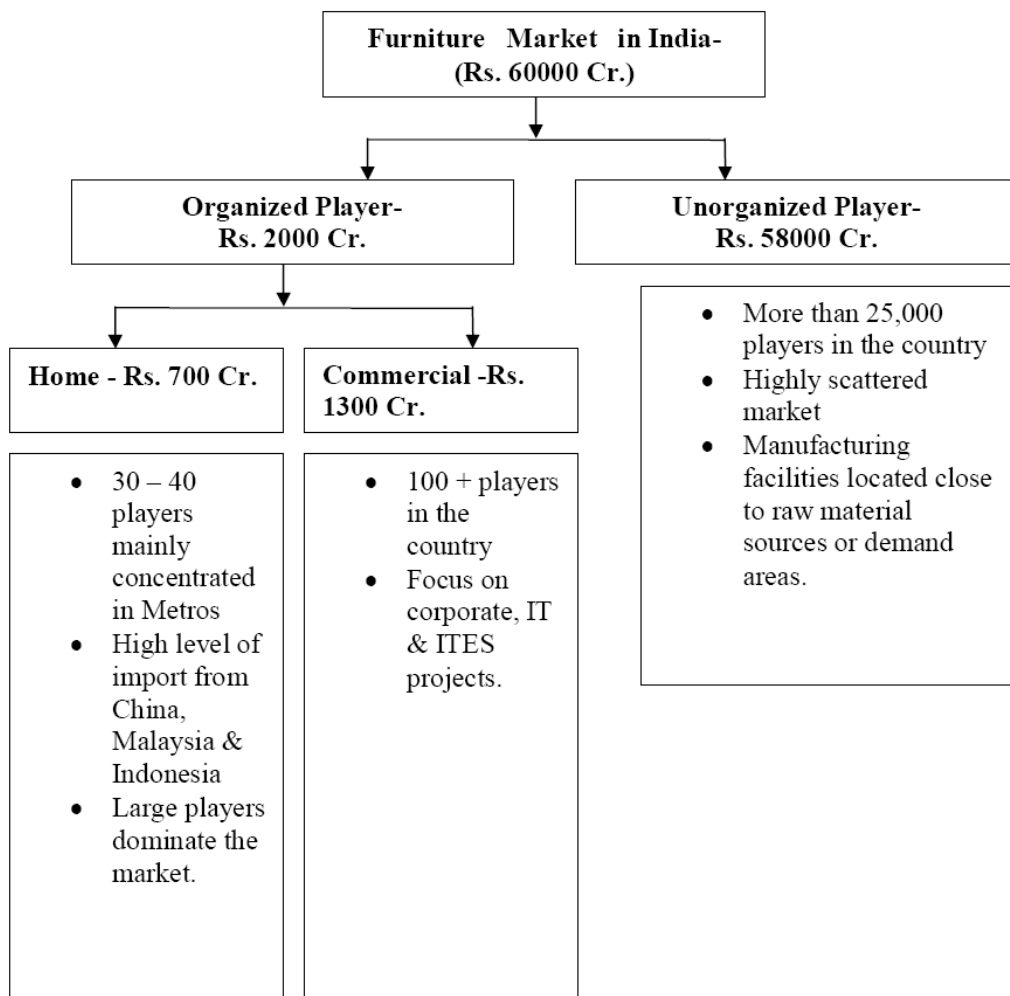 Furniture Market in India-
(Rs. 60000 Cr.)
Organized Player-
Rs. 2000 Cr.
Unorganized Player-
Rs. 58000 Cr.
Home - Rs. 700 Cr.
Commercial -Rs.
1300 Cr.
• 30 – 40
players
mainly
concentrated
in Metros
• High level of
import from
China,
Malaysia &
Indonesia
• Large players
dominate the
market.
• 100 + players
in the
country
• Focus on
corporate, IT
& ITES
projects.
• More than 25,000
players in the country
• Highly scattered
market
• Manufacturing
facilities located close
to raw material
sources or demand
areas.